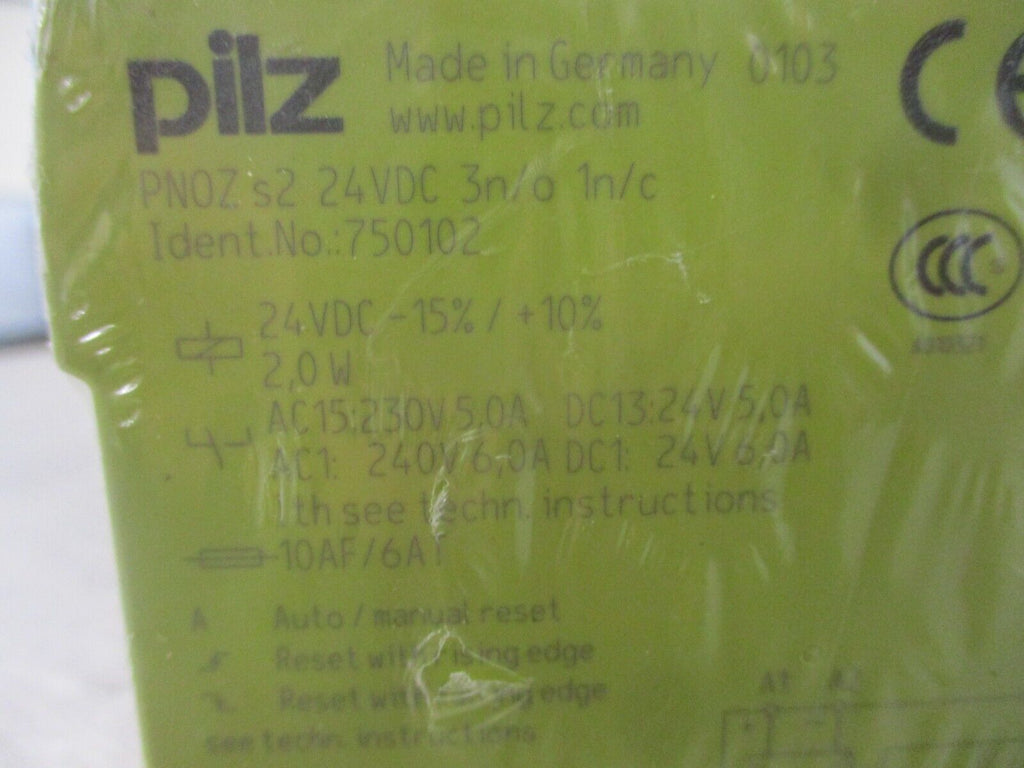 pilz Made in Germany 0103 CE
www.pilz.com
PNOZ s2 24VDC 3n/o 1n/c
Ident.No.:750102
CCC
24VDC -15% / +10%
2,0 W
AC15:230V 5,0A DC13:24V 5,0A
AC1: 240V 6,0A DC1: 24V 6,0A
Ith see techn. instructions
10AF/6AT
A Auto / manual reset
Reset with rising edge
Reset with falling edge
see techn. instructions
A1 A2
+ -